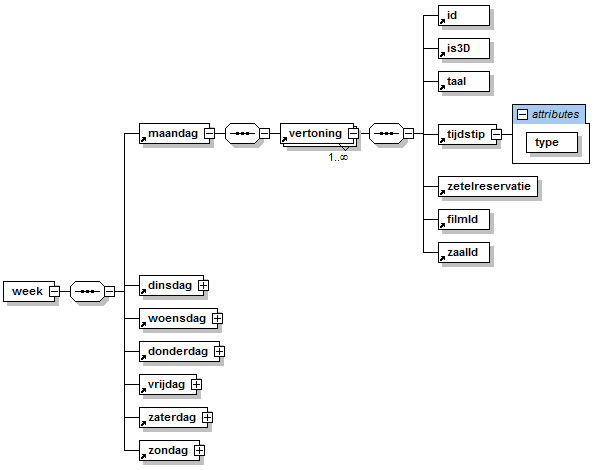 id
is3D
taal
attributes
maandag
vertoning
tijdstip
type
1..∞
zetelreservatie
filmId
zaalId
week
dinsdag
woensdag
donderdag
vrijdag
zaterdag
zondag